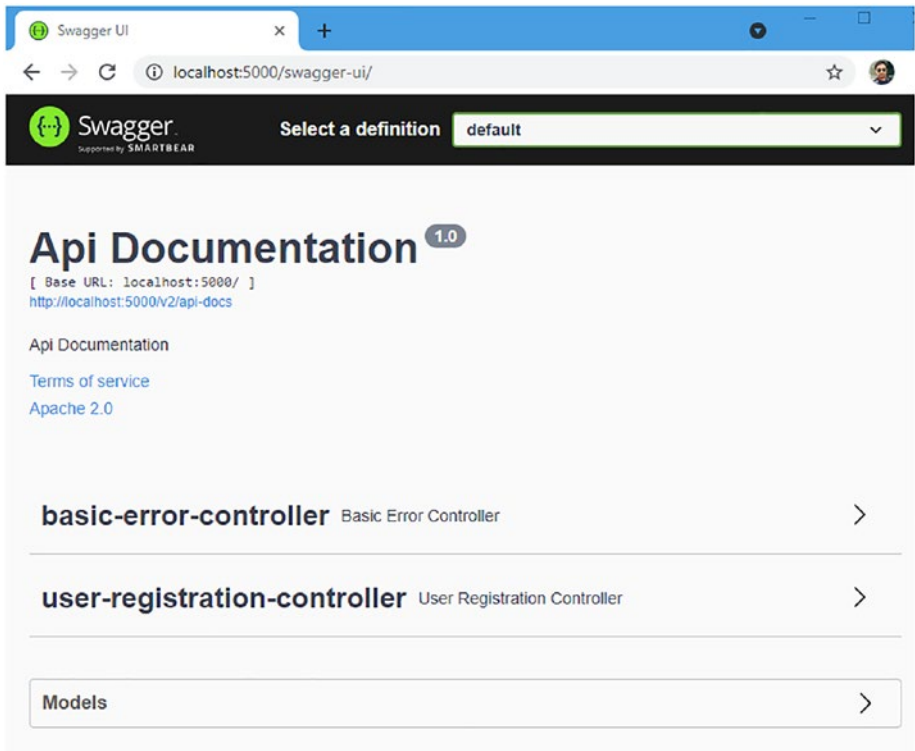 Swagger UI
localhost:5000/swagger-ui/
Swagger.
Supported by SMARTBEAR
Select a definition
default
Api Documentation 1.0
[ Base URL: localhost:5000/ ]
http://localhost:5000/v2/api-docs
Api Documentation
Terms of service
Apache 2.0
basic-error-controller Basic Error Controller
user-registration-controller User Registration Controller
Models